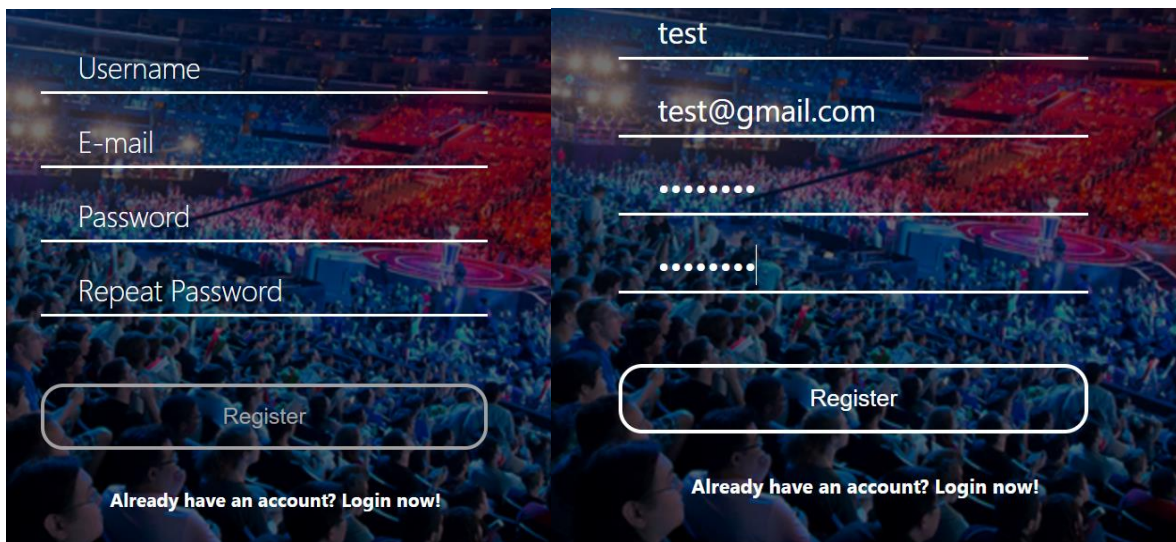 Username
E-mail
Password
Repeat Password
Register
Already have an account? Login now!
test
test@gmail.com
••••••••
••••••••
Register
Already have an account? Login now!